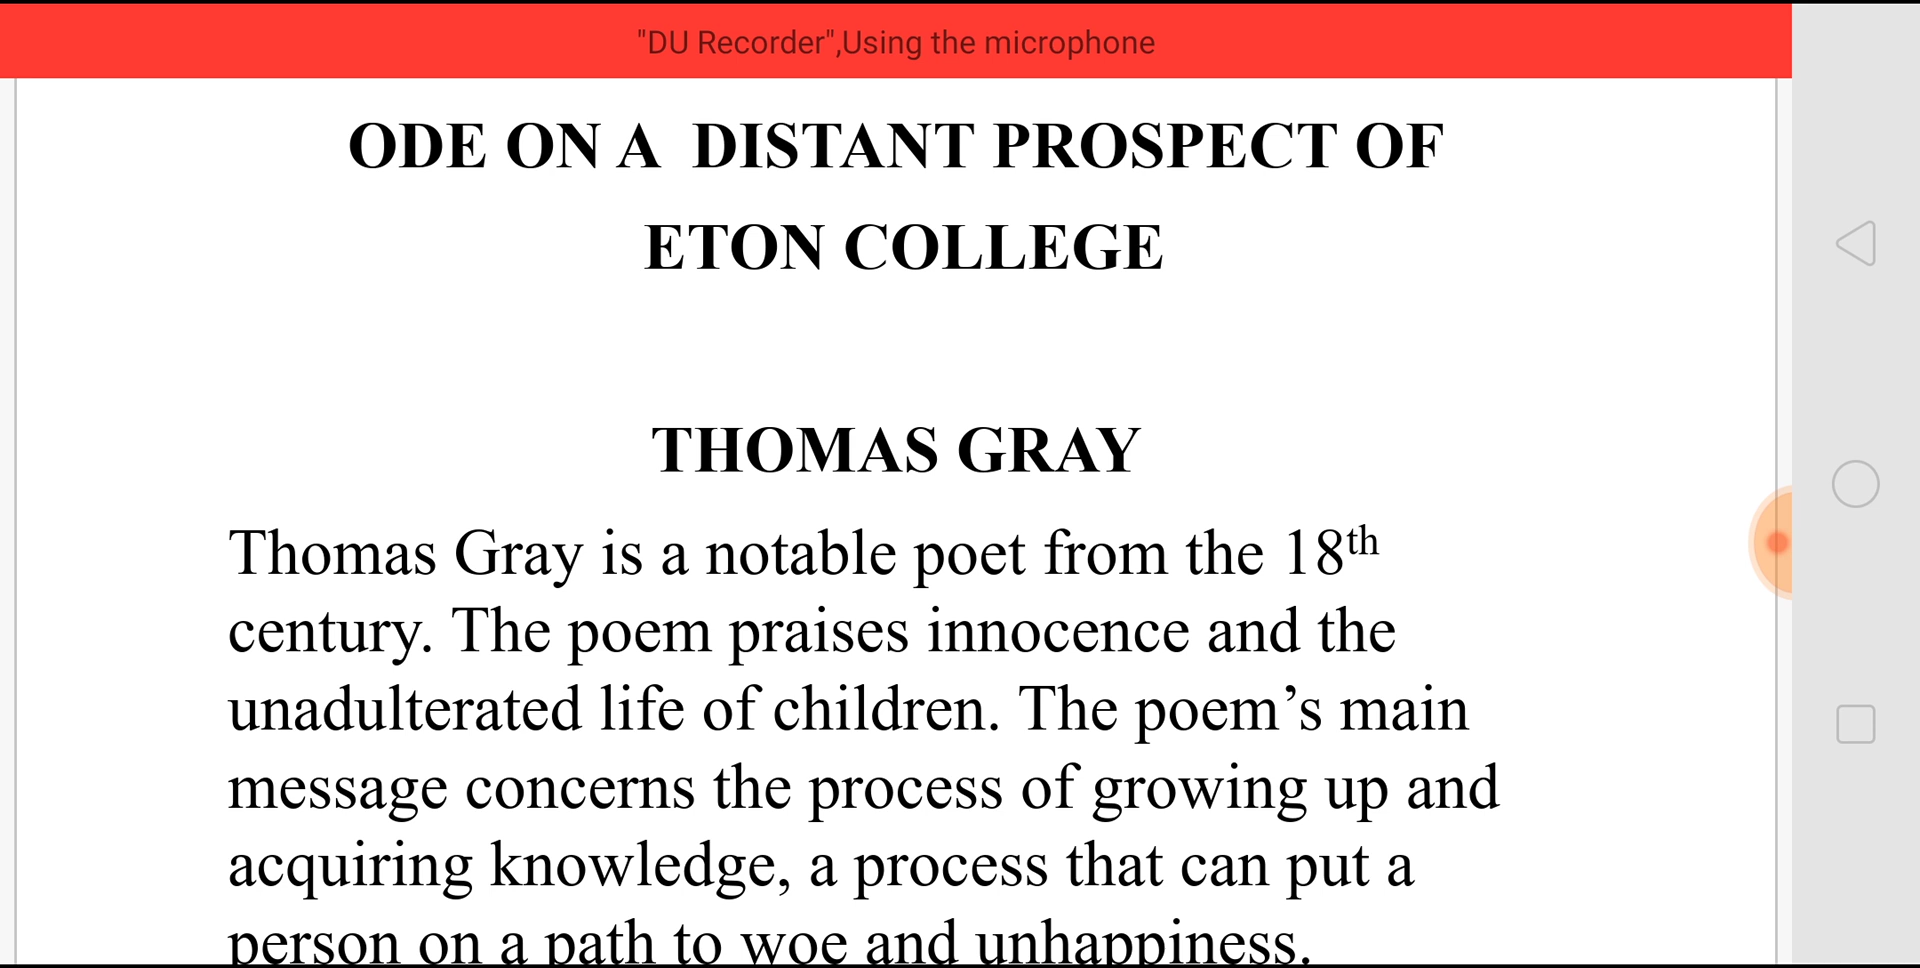 "DU Recorder",Using the microphone
ODE ON A  DISTANT PROSPECT OF
ETON COLLEGE
THOMAS GRAY
Thomas Gray is a notable poet from the 18th
century. The poem praises innocence and the
unadulterated life of children. The poem’s main
message concerns the process of growing up and
acquiring knowledge, a process that can put a
person on a path to woe and unhappiness.